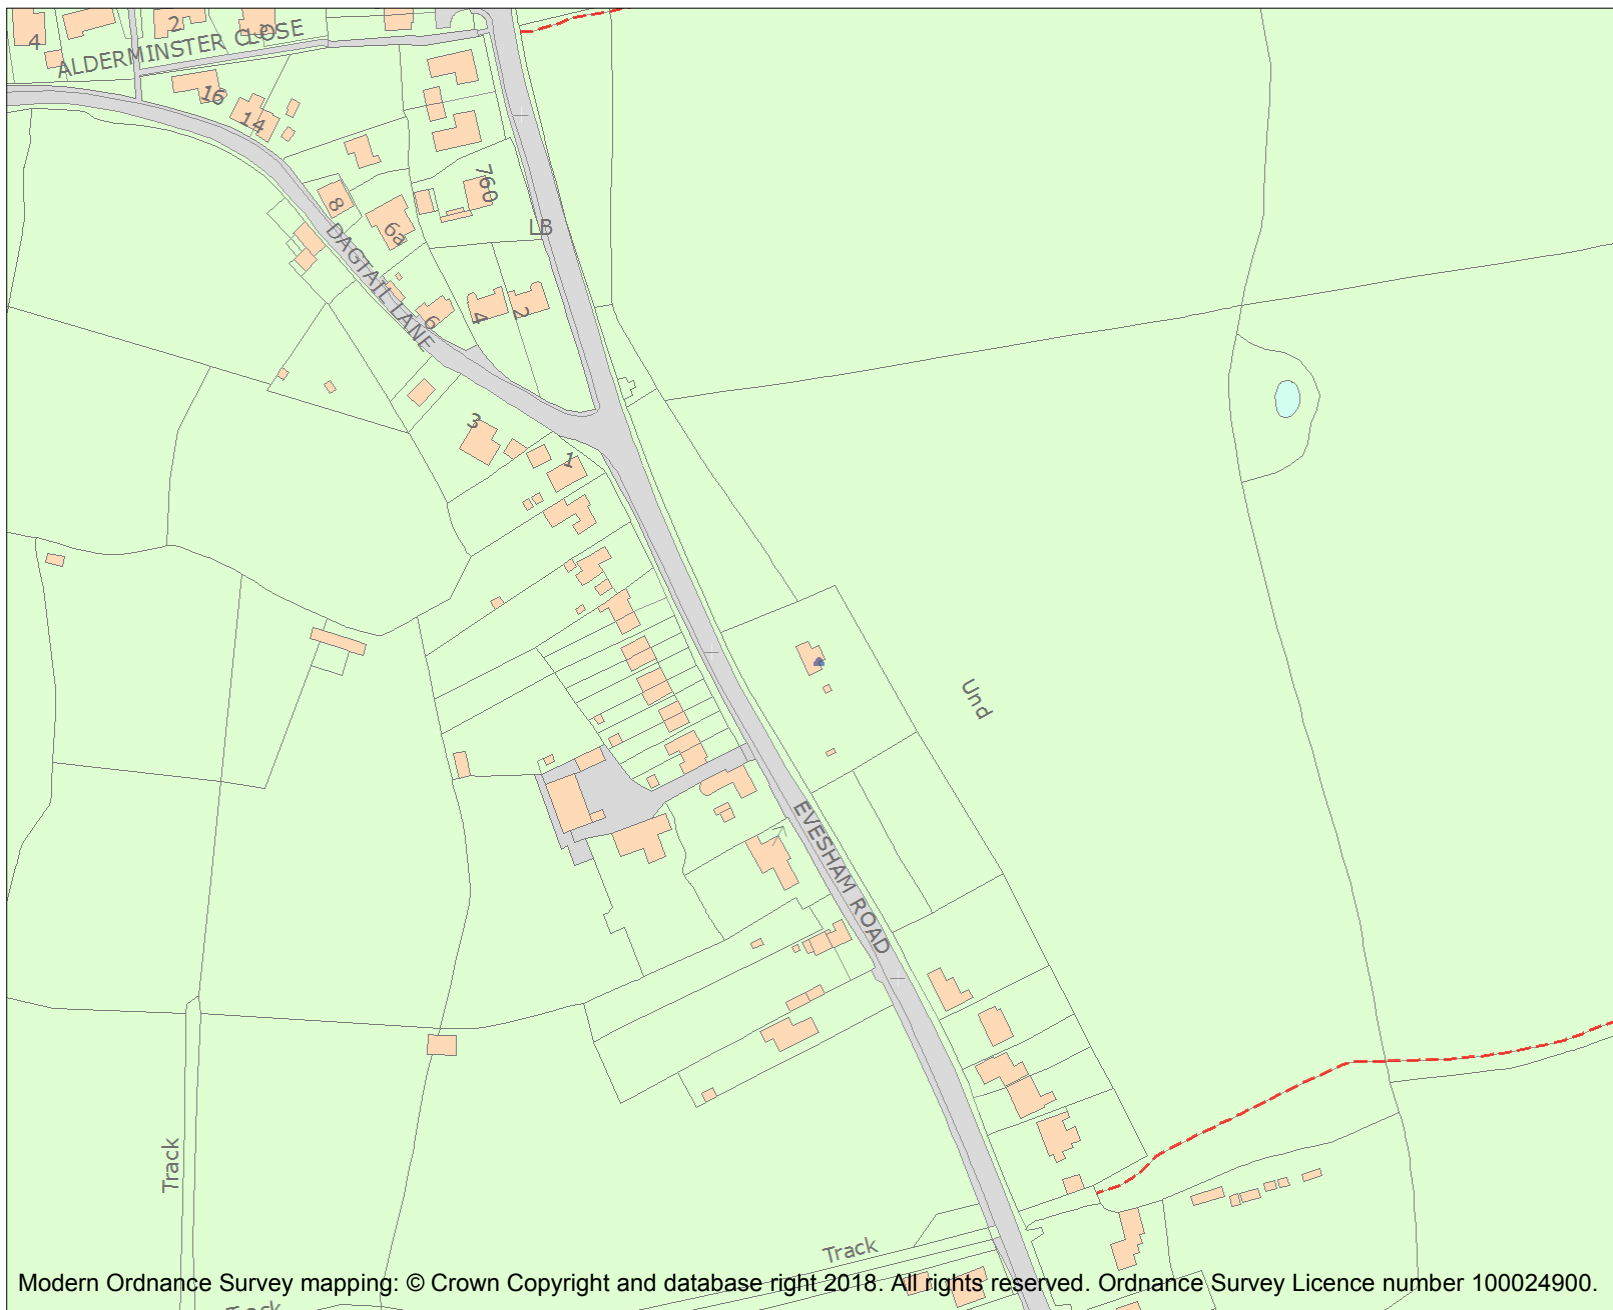 2
3
4
ALDERMINSTER CLOSE
16
14
760
8
6a
LB
DAGTAIL LANE
6
4
2
3
1
Und
EVESHAM ROAD
Track
Track
Track
Modern Ordnance Survey mapping: © Crown Copyright and database right 2018. All rights reserved. Ordnance Survey Licence number 100024900.